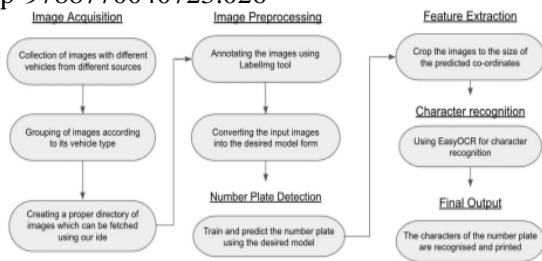 p-9788770040723.028
Image Acquisition
Collection of images with different
vehicles from different sources
Grouping of images according
to its vehicle type
Creating a proper directory of
images which can be fetched
using our ide
Image Preprocessing
Annotating the images using
LabelImg tool
Converting the input images
into the desired model form
Number Plate Detection
Train and predict the number plate
using the desired model
Feature Extraction
Crop the images to the size of
the predicted co-ordinates
Character recognition
Using EasyOCR for character
recognition
Final Output
The characters of the number plate
are recognised and printed